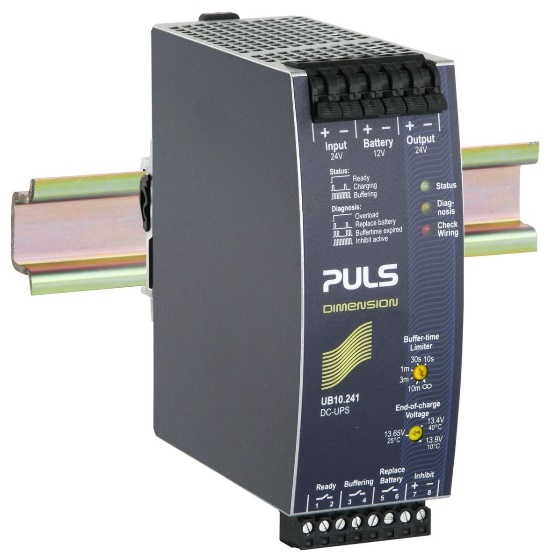 + − + − + −
Input Battery Output
24V 12V 24V
Status:
Ready
Charging
Buffering
Diagnosis:
Overload
Replace battery
Buffertime expired
Inhibit active
Status
Diag-
nosis
Check
Wiring
PULS
DIMENSION
UB10.241
DC-UPS
Buffer-time
Limiter
30s 10s
1m
3m
10m ∞
End-of-charge
Voltage
13.4V
40°C
13.65V
25°C
13.9V
10°C
Replace
Ready Buffering Battery Inhibit
+ −
1 2 3 4 5 6 7 8